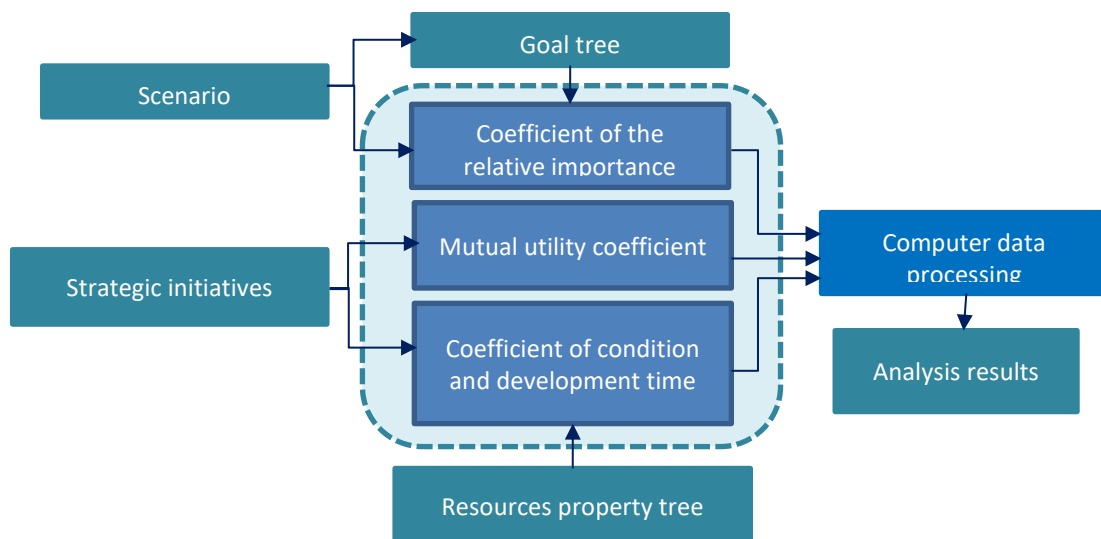 Goal tree
Scenario
Coefficient of the
relative importance
Mutual utility coefficient
Computer data
processing
Strategic initiatives
Coefficient of condition
and development time
Analysis results
Resources property tree